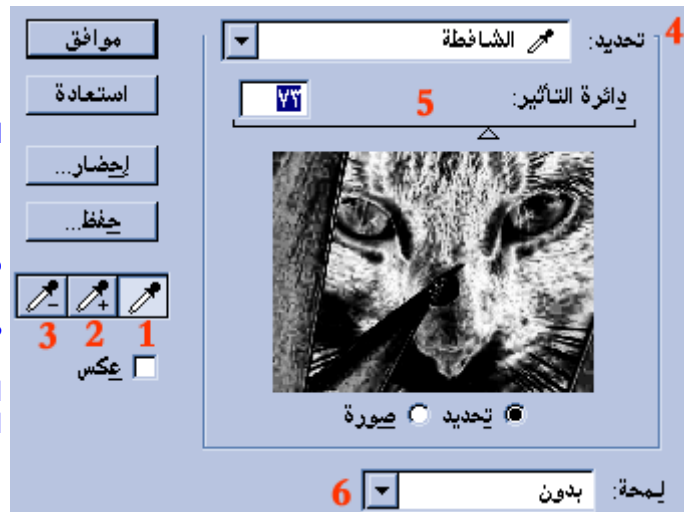 4 تحديد: الشافطة
موافق
دائرة التأثير: 5 ٧٣
استعادة
إحضار...
حفظ...
1 2 3
عكس
تحديد صورة
لمحة: بدون 6